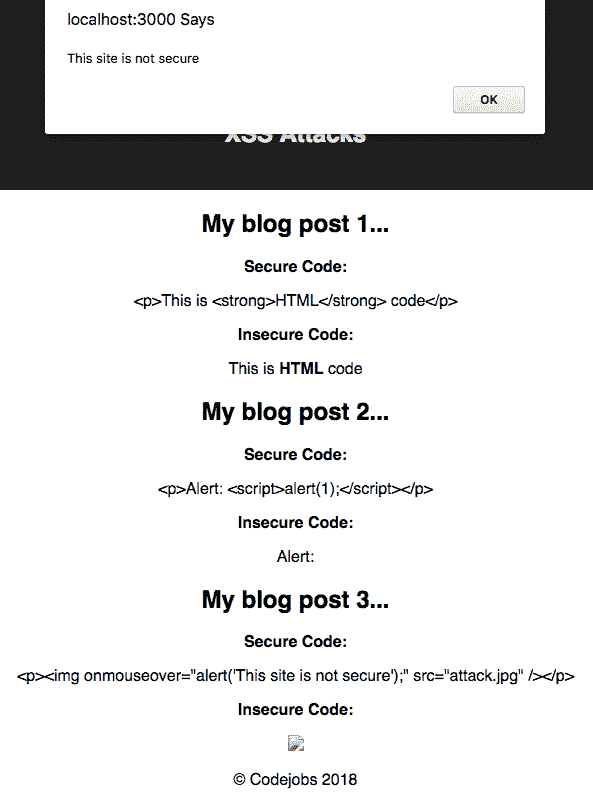 localhost:3000 Says
This site is not secure
OK
XSS Attacks
My blog post 1...
Secure Code:
<p>This is <strong>HTML</strong> code</p>
Insecure Code:
This is HTML code
My blog post 2...
Secure Code:
<p>Alert: <script>alert(1);</script></p>
Insecure Code:
Alert:
My blog post 3...
Secure Code:
<p><img onmouseover="alert('This site is not secure');" src="attack.jpg" /></p>
Insecure Code:
© Codejobs 2018